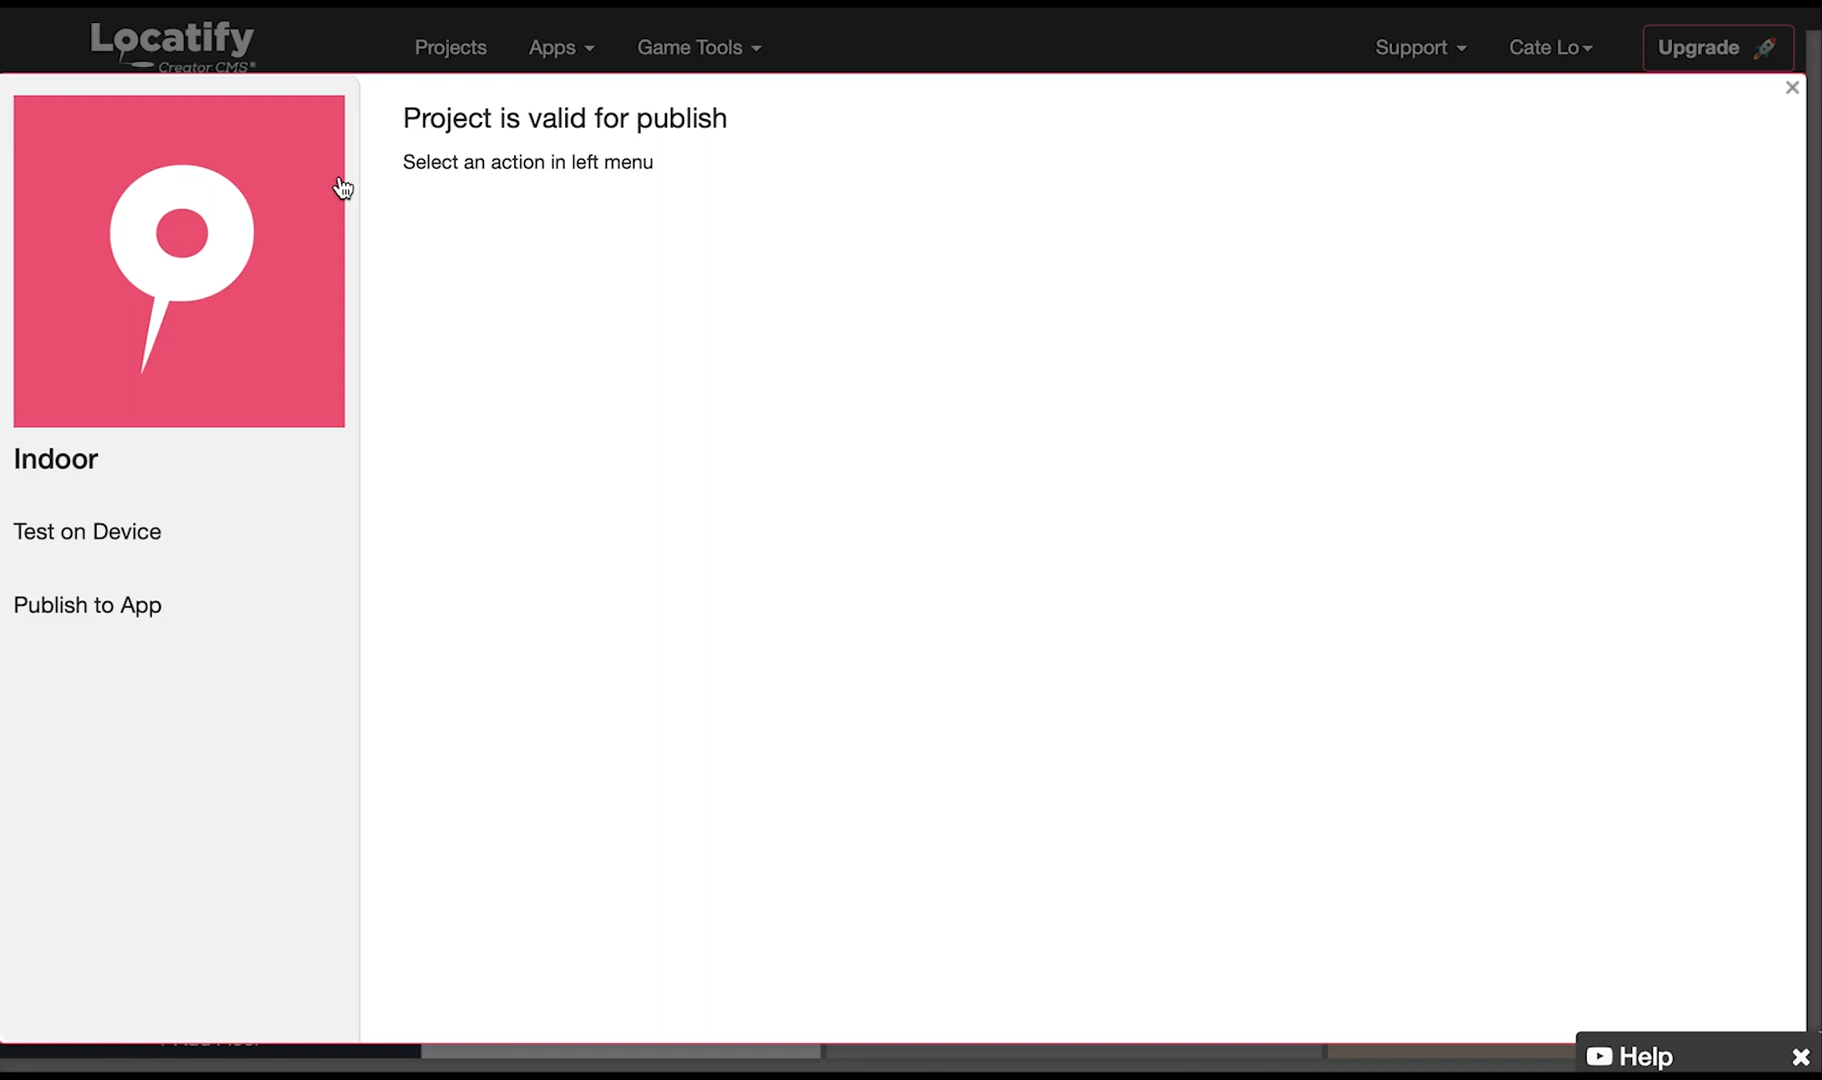 Locatify
Creator CMS®
Projects
Apps
Game Tools
Support
Cate Lo
Upgrade
Project is valid for publish
Select an action in left menu
Indoor
Test on Device
Publish to App
Help